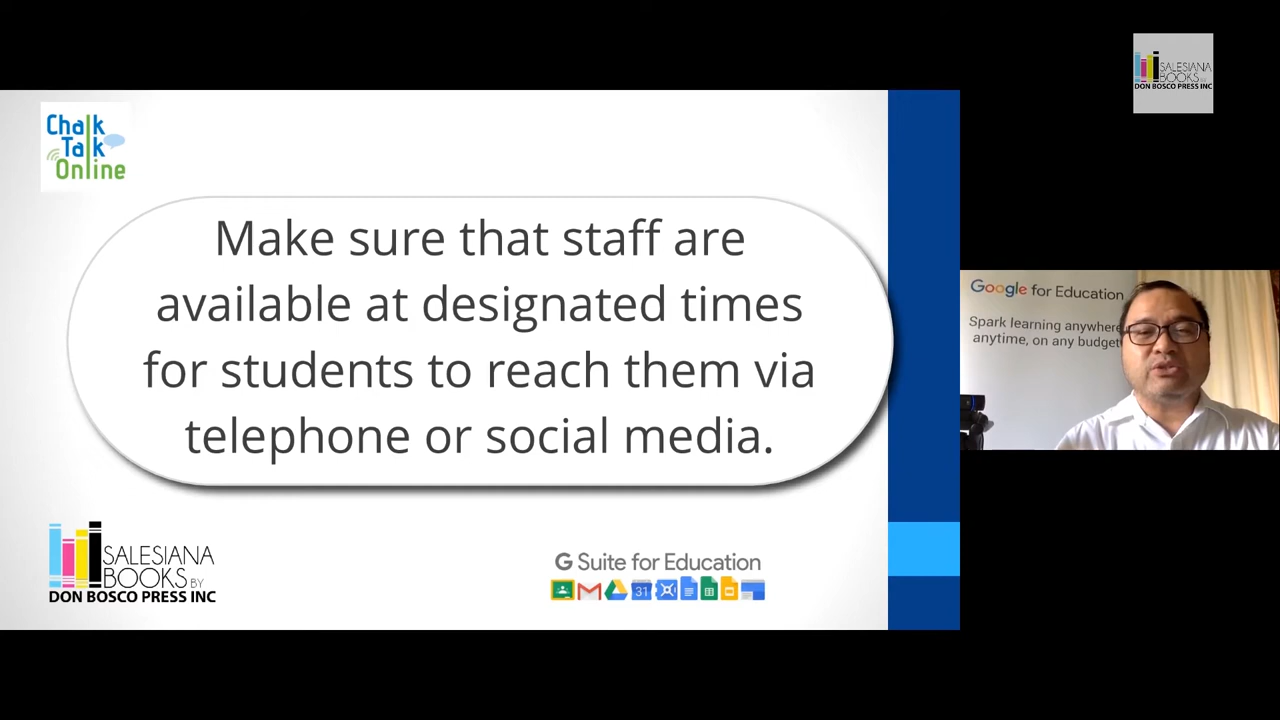 SALESIANA
BOOKS BY
DON BOSCO PRESS INC
Chalk
Talk
Online
Make sure that staff are
available at designated times
for students to reach them via
telephone or social media.
Google for Education
Spark learning anywhere
anytime, on any budget
SALESIANA
BOOKS BY
DON BOSCO PRESS INC
G Suite for Education
31